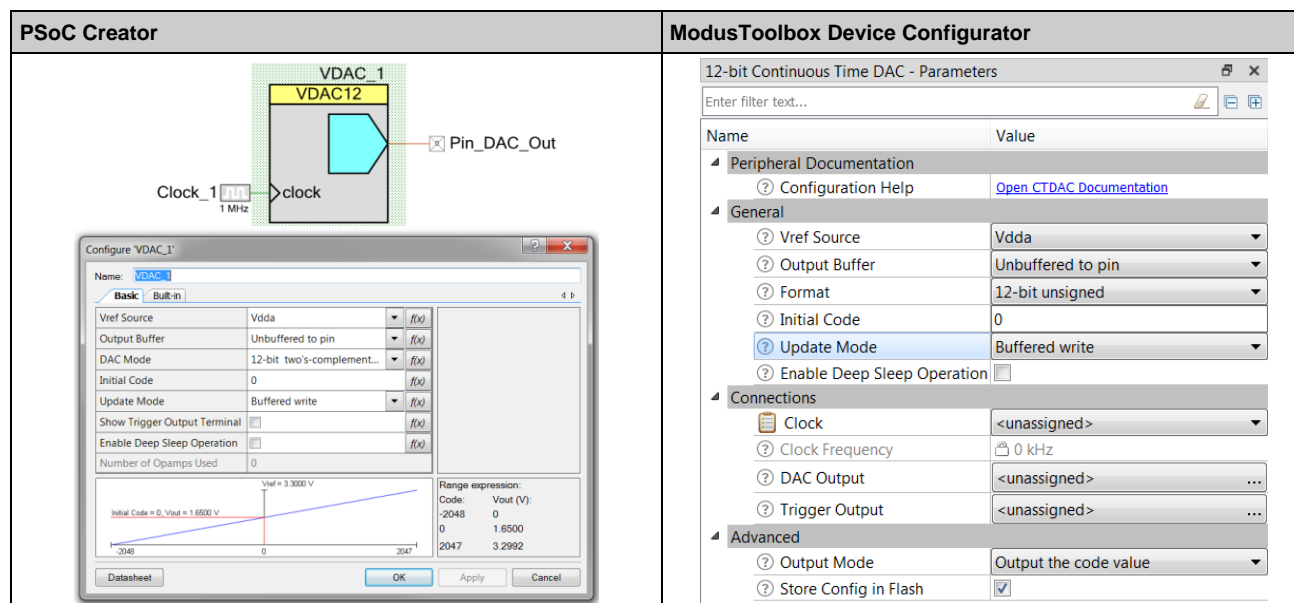 PSoC Creator
ModusToolbox Device Configurator
VDAC_1
VDAC12
Pin_DAC_Out
Clock_1
1 MHz
clock
Configure 'VDAC_1'
Name: VDAC_1
Basic Built-in
Vref Source Vdda f(x)
Output Buffer Unbuffered to pin f(x)
DAC Mode 12-bit two's-complement... f(x)
Initial Code 0 f(x)
Update Mode Buffered write f(x)
Show Trigger Output Terminal f(x)
Enable Deep Sleep Operation f(x)
Number of Opamps Used 0
Vref = 3.3000 V
Initial Code = 0, Vout = 1.6500 V
-2048 0 2047
Range expression:
Code: Vout (V):
-2048 0
0 1.6500
2047 3.2992
Datasheet OK Apply Cancel
12-bit Continuous Time DAC - Parameters
Enter filter text...
Name Value
Peripheral Documentation
Configuration Help Open CTDAC Documentation
General
Vref Source Vdda
Output Buffer Unbuffered to pin
Format 12-bit unsigned
Initial Code 0
Update Mode Buffered write
Enable Deep Sleep Operation
Connections
Clock <unassigned>
Clock Frequency 0 kHz
DAC Output <unassigned> ...
Trigger Output <unassigned> ...
Advanced
Output Mode Output the code value
Store Config in Flash